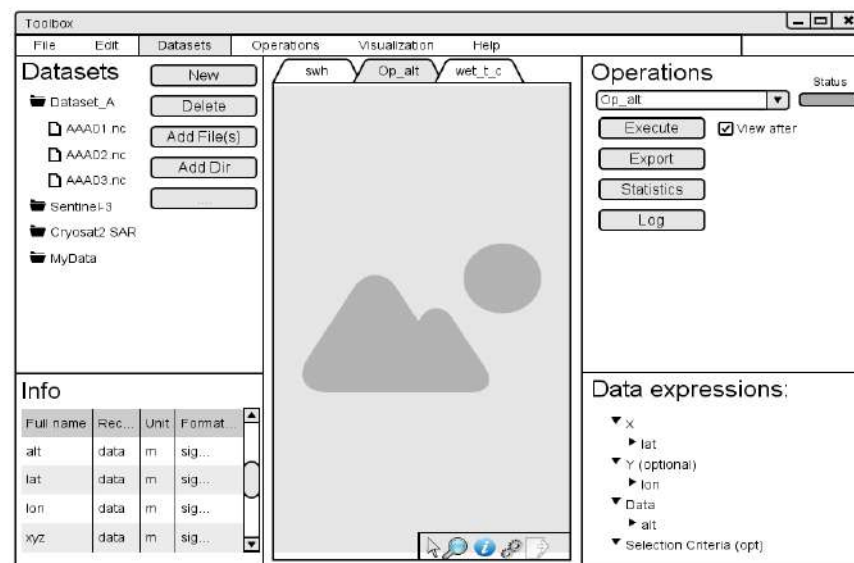 Toolbox
File Edit Datasets Operations Visualization Help
Datasets
New
Delete
Add File(s)
Add Dir
....
Dataset_A
AAA01.nc
AAA02.nc
AAA03.nc
Sentinel-3
Cryosat2 SAR
MyData
swh Op_alt wet_t_c
Operations
Status
Op_alt
Execute View after
Export
Statistics
Log
Info
Full name Rec... Unit Format...
alt data m sig...
lat data m sig...
lon data m sig...
xyz data m sig...
Data expressions:
X
lat
Y (optional)
lon
Data
alt
Selection Criteria (opt)